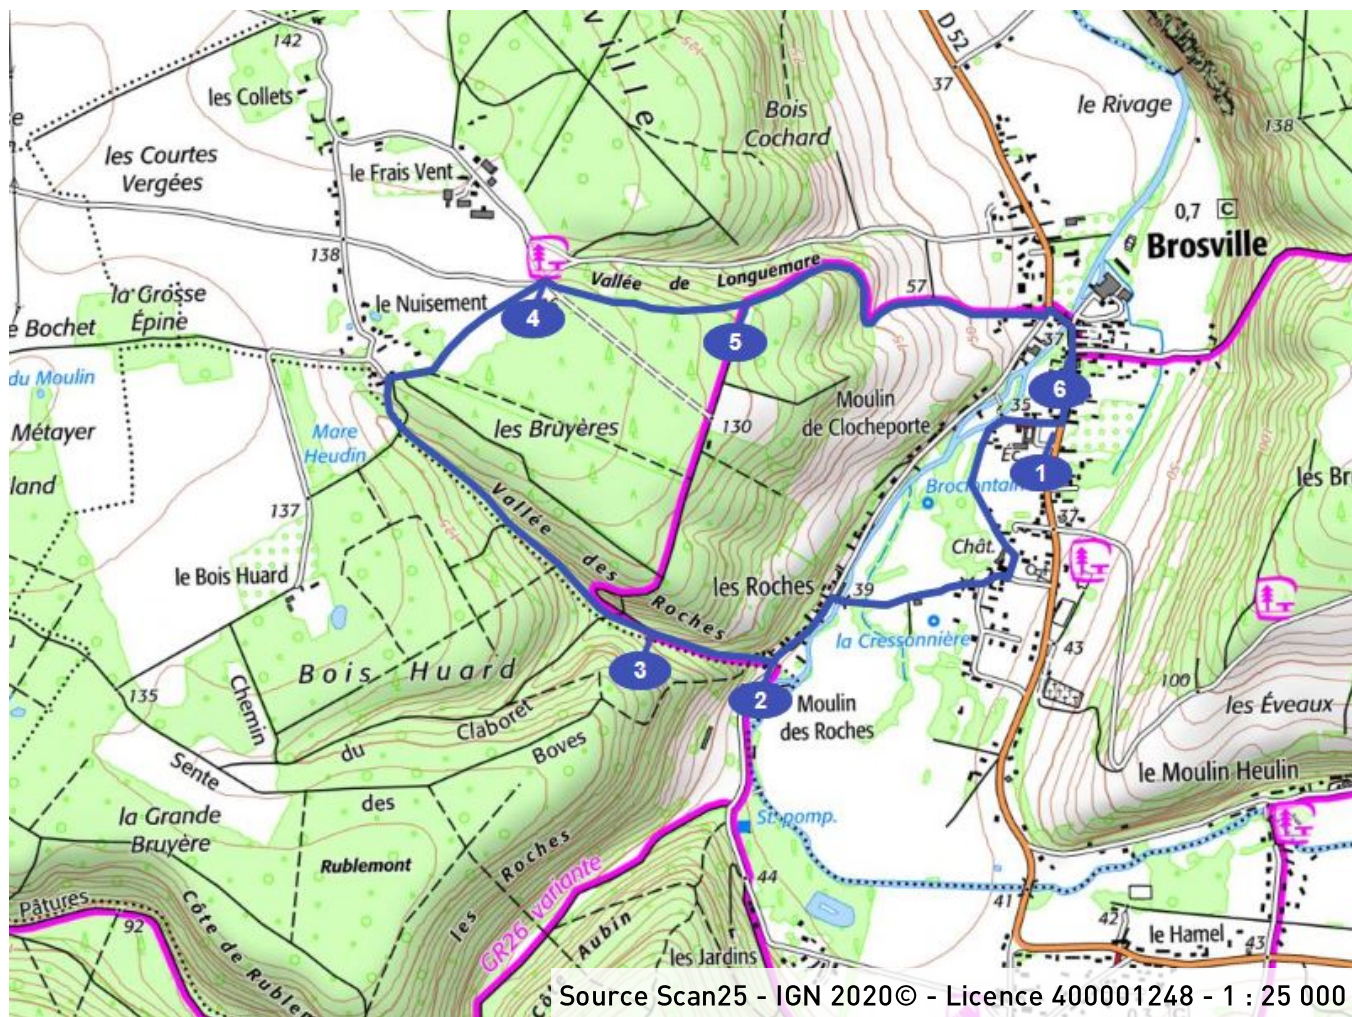 ville
142
D 52
les Collets
37
le Rivage
Bois
Cochard
138
les Courtes
Vergées
le Frais Vent
0,7 C
Brosville
138
Vallée de Longuemare
la Grosse
Épine
le Nuisement
57
e Bochet
4
5
37
du Moulin
6
Métayer
Mare
Heudin
les Bruyères
130
Moulin
de Clocheporte
35
Éc.
1
land
Brocfontaine
les Br
137
Vallée des Roches
37
Chât.
le Bois Huard
les Roches
39
la Cressonnière
43
Bois Huard
3
100
135
Chemin du Claboret
2
Moulin
des Roches
les Éveaux
Sente des Boves
le Moulin Heulin
la Grande
Bruyère
St. pomp.
Rublemont
les Roches
GR26 variante
44
41
Pâtures
92
Côte de Rublem
Aubin
42
le Hamel
43
les Jardins
Source Scan25 - IGN 2020© - Licence 400001248 - 1 : 25 000